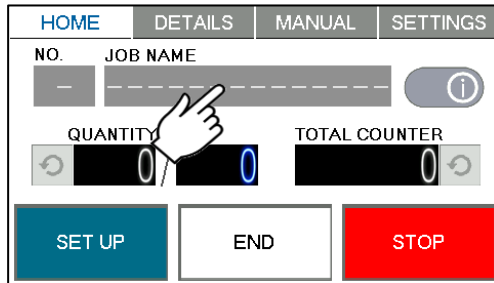 HOME DETAILS MANUAL SETTINGS
NO. JOB NAME
– – – – – – – – – – – – – – – – i
QUANTITY TOTAL COUNTER
0 / 0 0
SET UP END STOP